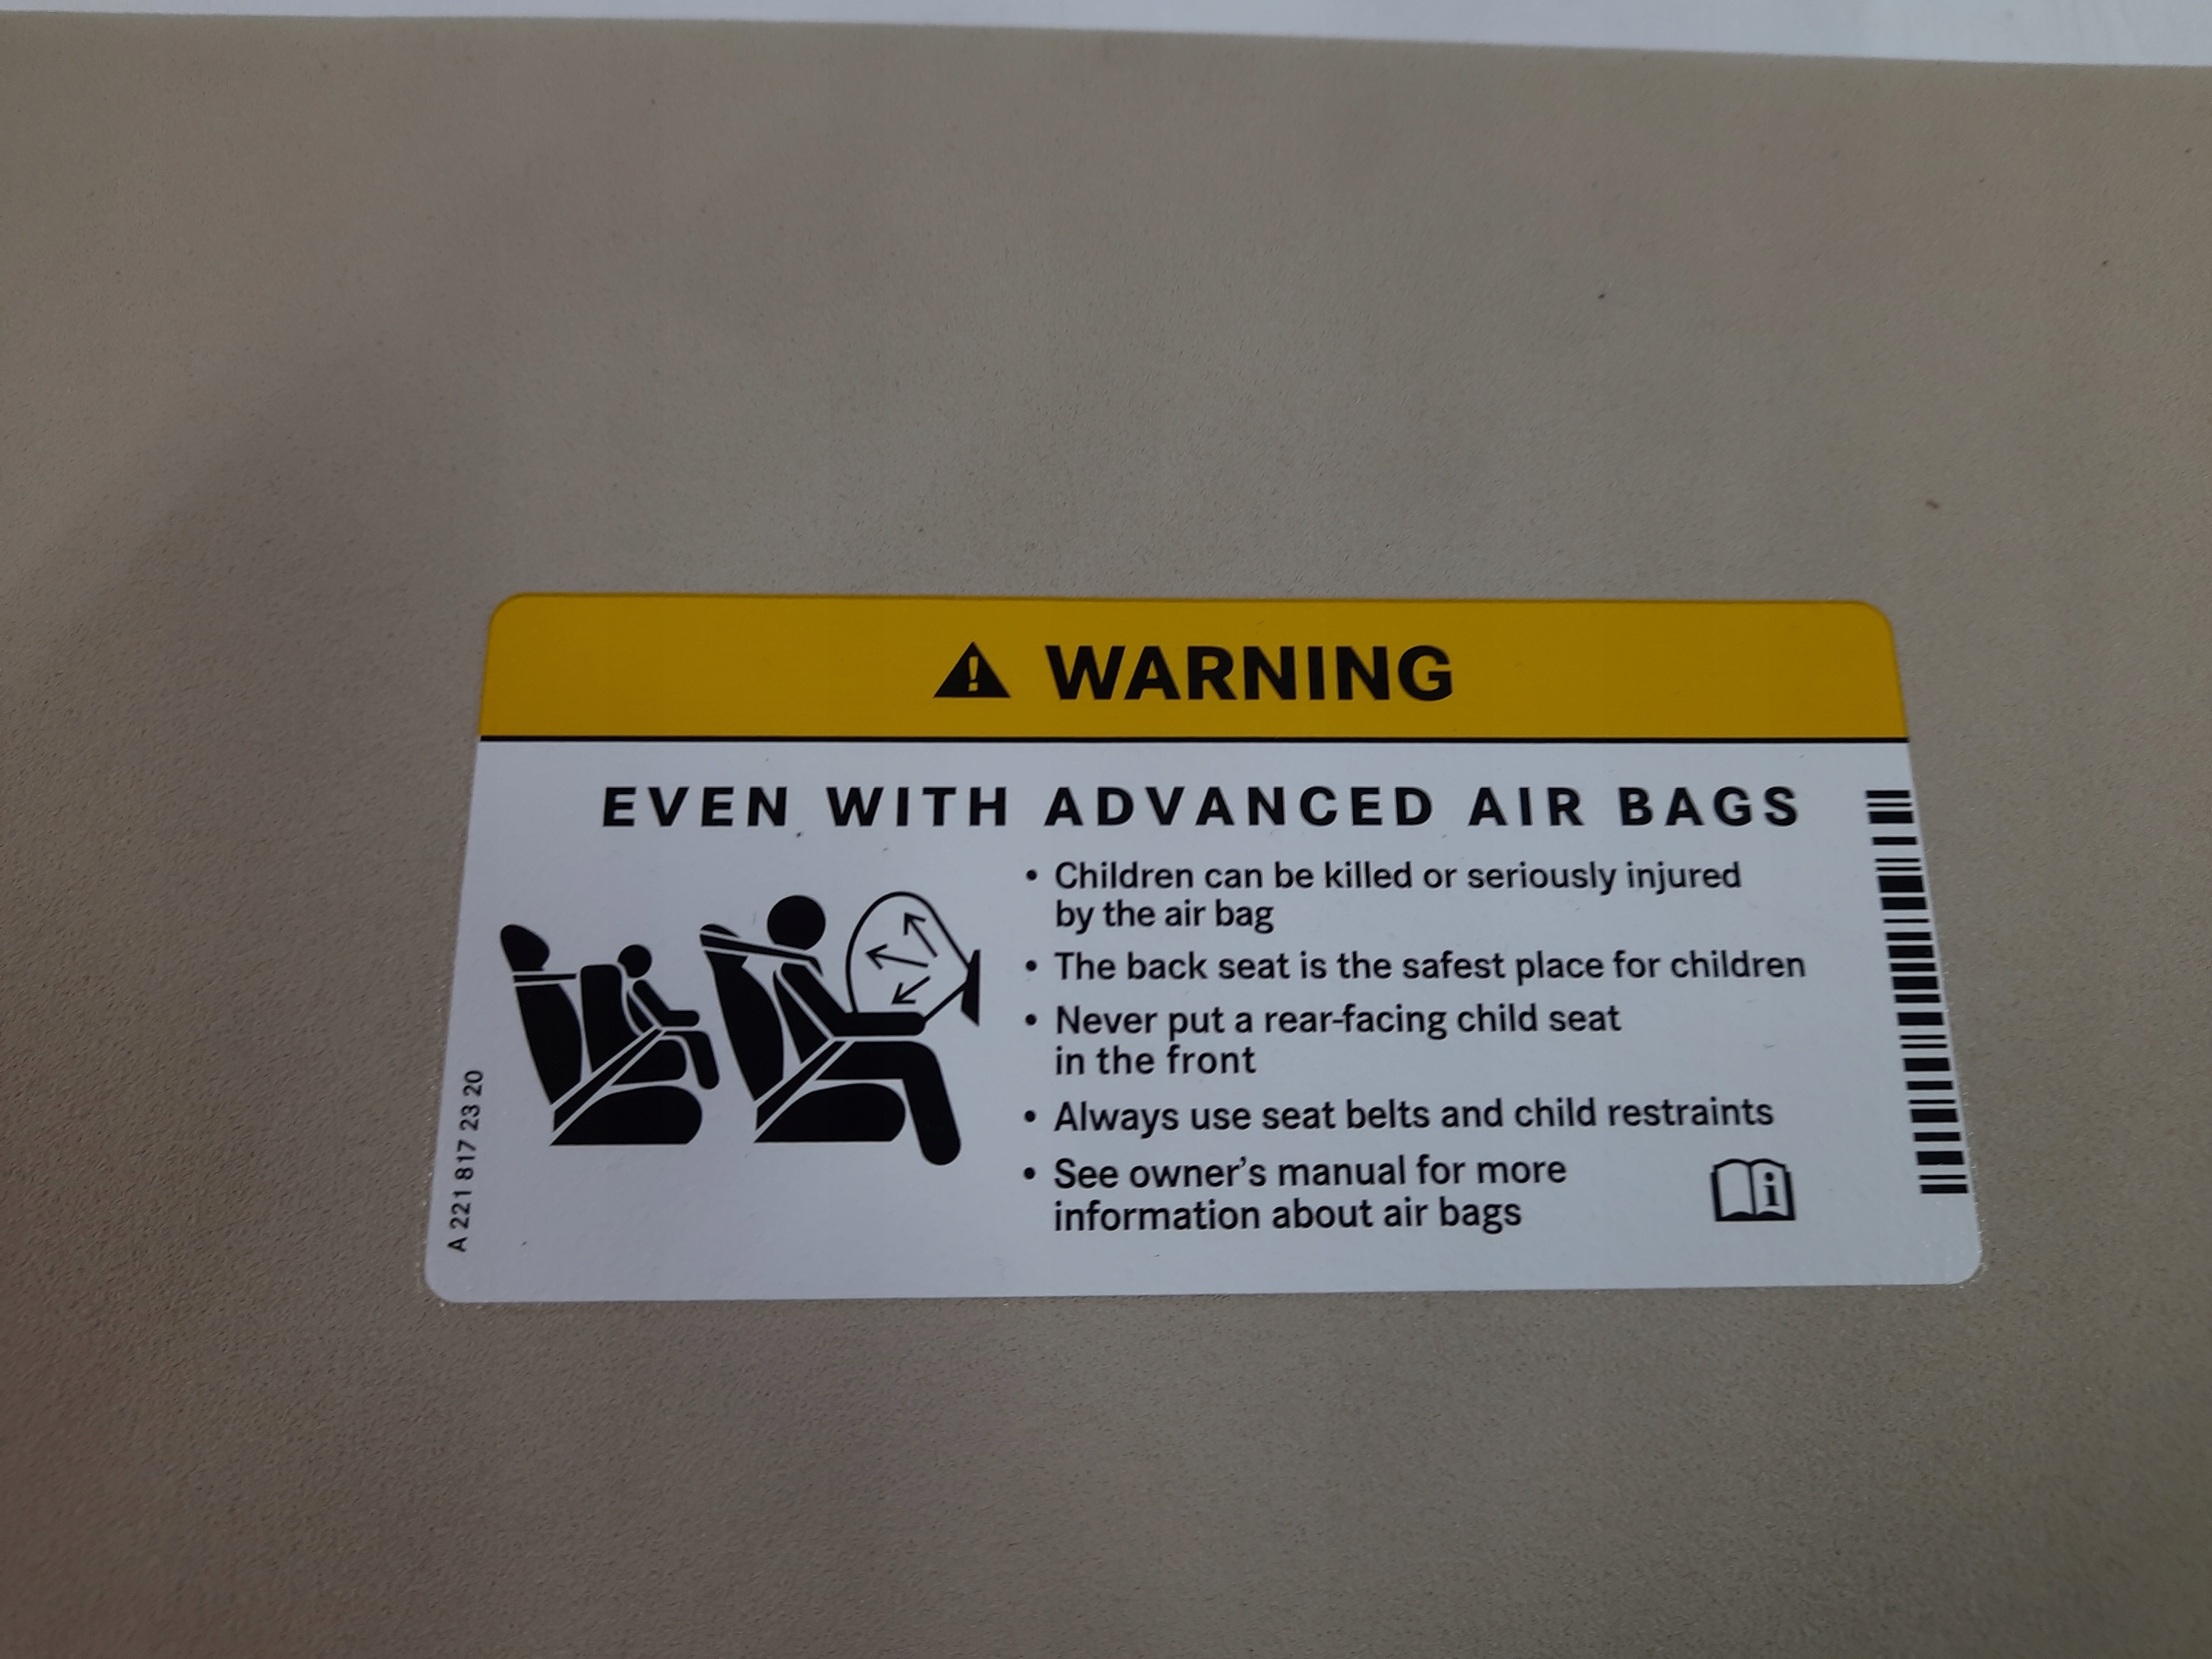 WARNING
EVEN WITH ADVANCED AIR BAGS
• Children can be killed or seriously injured
by the air bag
• The back seat is the safest place for children
• Never put a rear-facing child seat
in the front
• Always use seat belts and child restraints
• See owner's manual for more
information about air bags
A 221 817 23 20